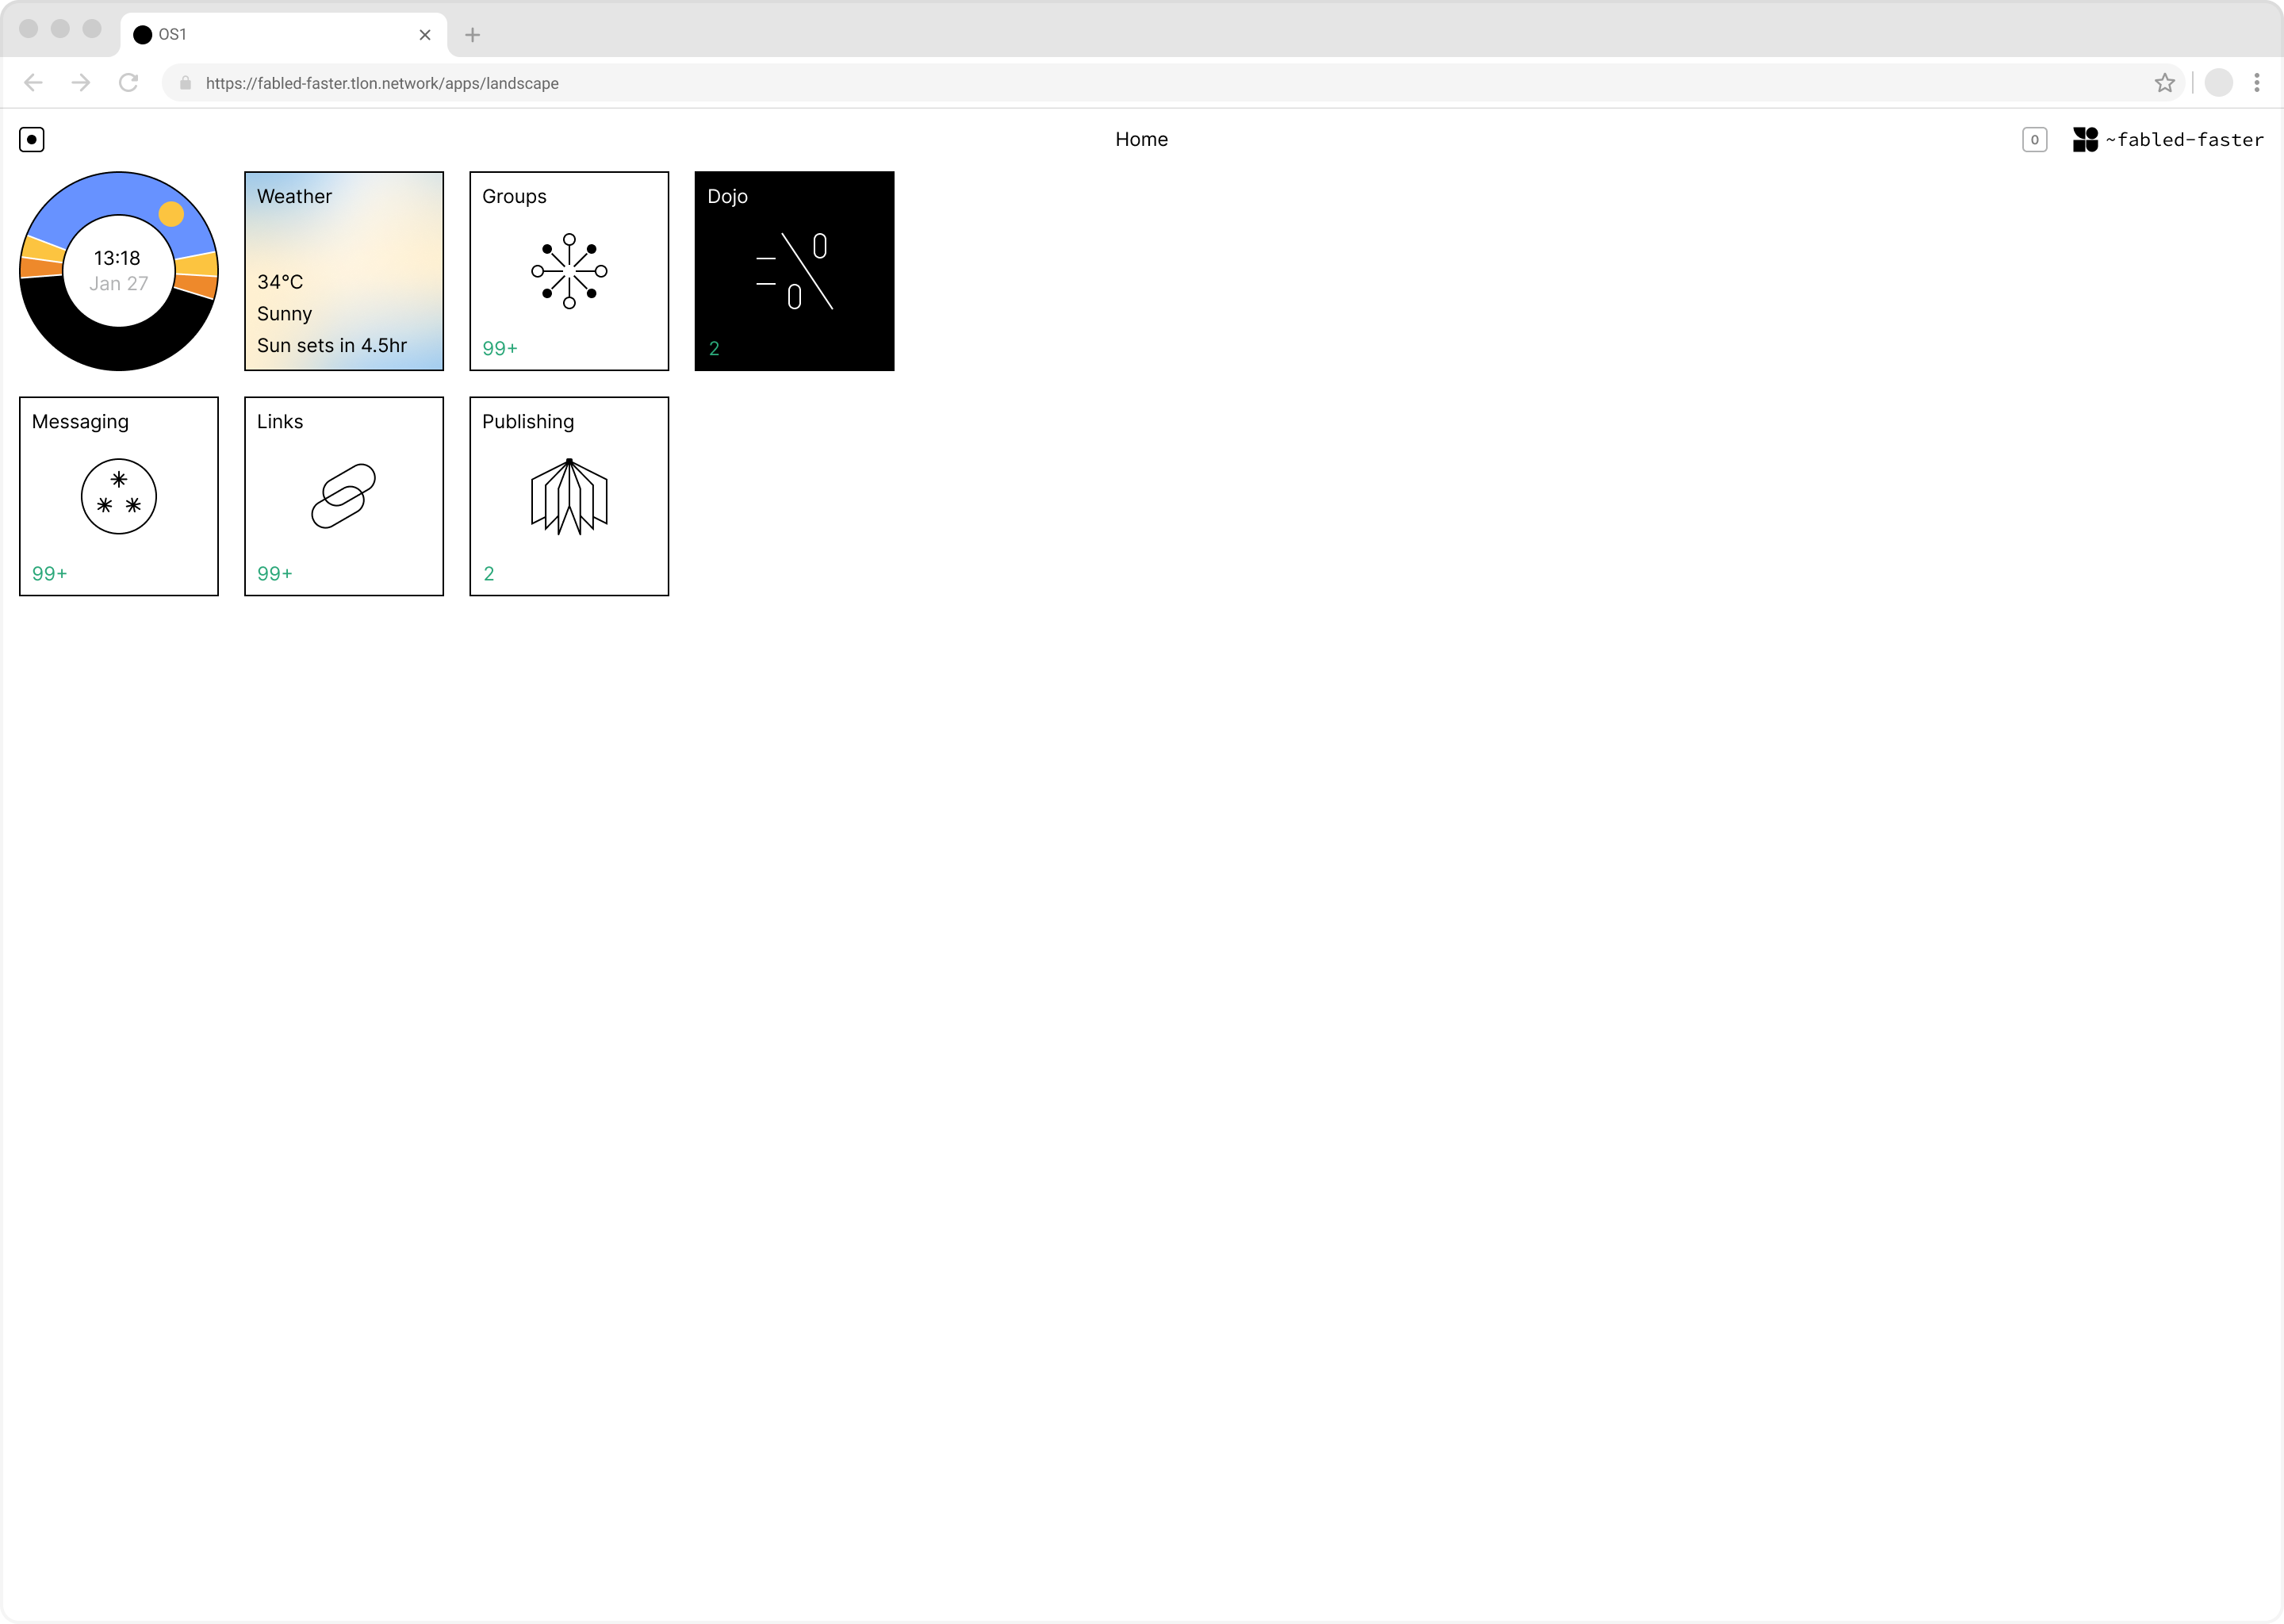 OS1
https://fabled-faster.tlon.network/apps/landscape
Home
0
~fabled-faster
13:18
Jan 27
Weather
34°C
Sunny
Sun sets in 4.5hr
Groups
99+
Dojo
2
Messaging
99+
Links
99+
Publishing
2